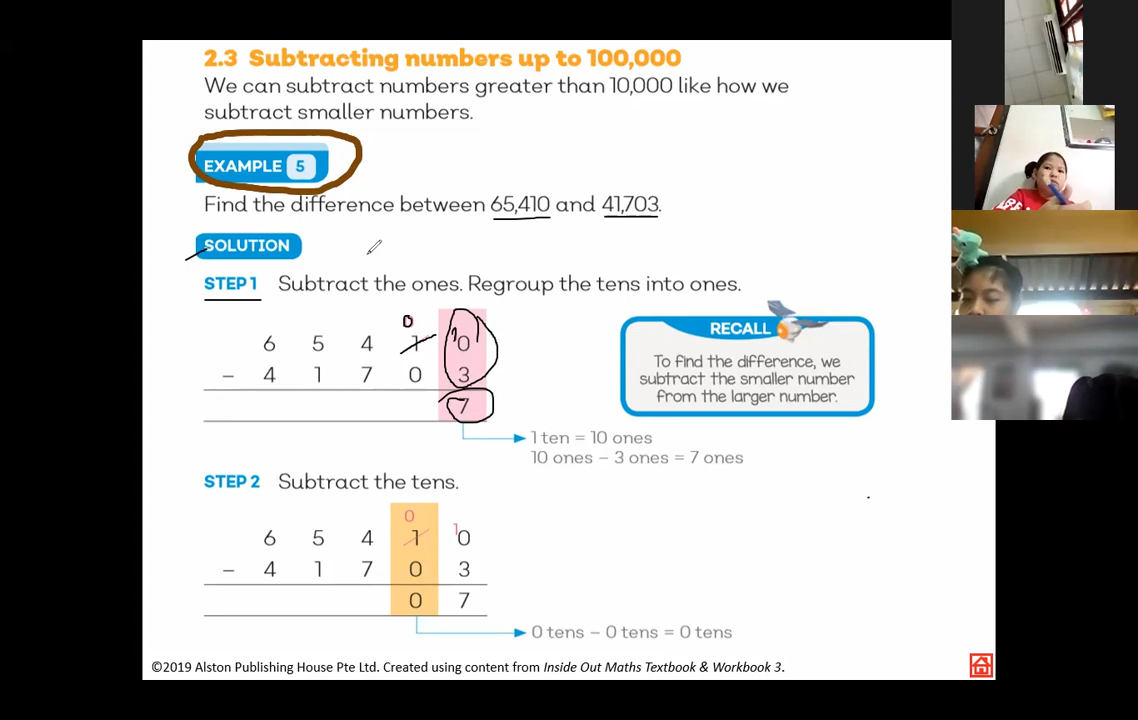 2.3 Subtracting numbers up to 100,000
We can subtract numbers greater than 10,000 like how we
subtract smaller numbers.
EXAMPLE 5
Find the difference between 65,410 and 41,703.
SOLUTION
STEP 1 Subtract the ones. Regroup the tens into ones.
0
6 5 4 1 10
− 4 1 7 0 3
7
1 ten = 10 ones
10 ones − 3 ones = 7 ones
RECALL
To find the difference, we
subtract the smaller number
from the larger number.
STEP 2 Subtract the tens.
0
6 5 4 1 10
− 4 1 7 0 3
0 7
0 tens − 0 tens = 0 tens
©2019 Alston Publishing House Pte Ltd. Created using content from Inside Out Maths Textbook & Workbook 3.